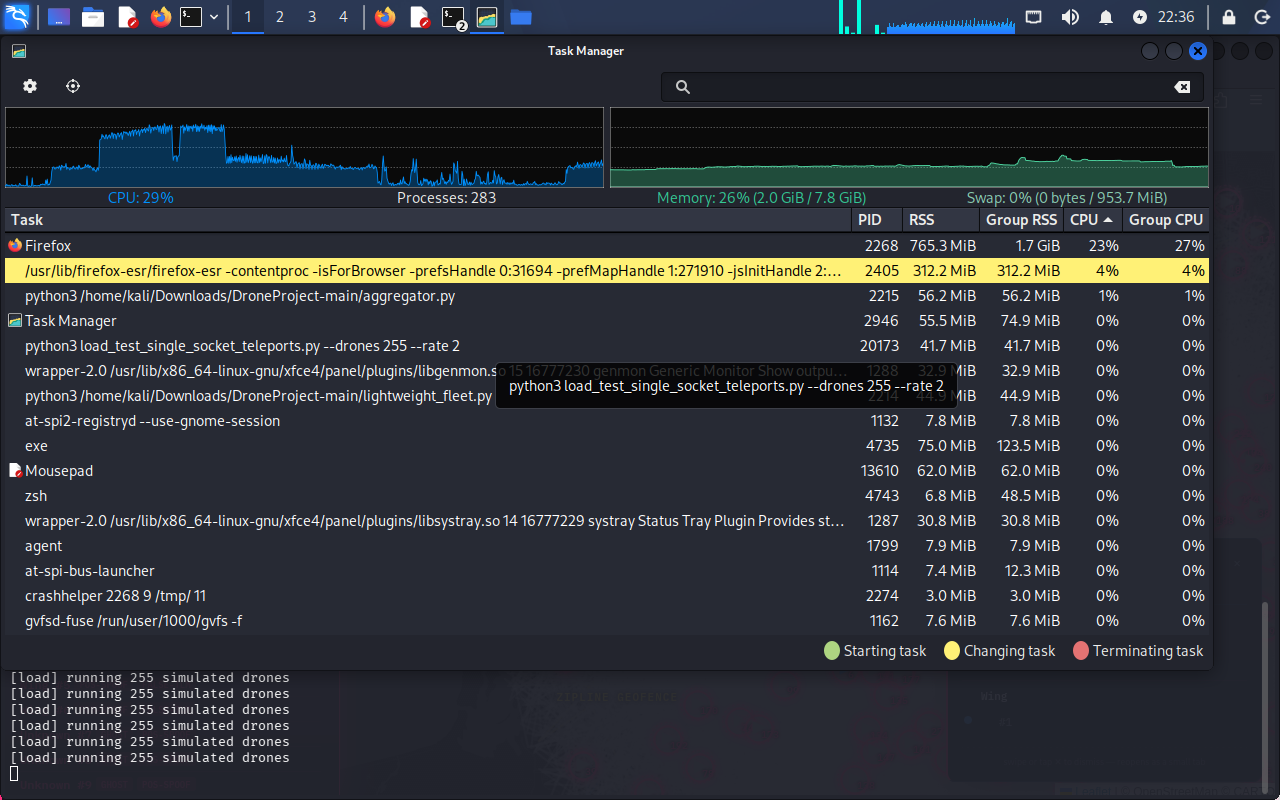 1 2 3 4 2 22:36
Task Manager
CPU: 29% Processes: 283 Memory: 26% (2.0 GiB / 7.8 GiB) Swap: 0% (0 bytes / 953.7 MiB)
Task PID RSS Group RSS CPU Group CPU
Firefox 2268 765.3 MiB 1.7 GiB 23% 27%
/usr/lib/firefox-esr/firefox-esr -contentproc -isForBrowser -prefsHandle 0:31694 -prefMapHandle 1:271910 -jsInitHandle 2:... 2405 312.2 MiB 312.2 MiB 4% 4%
python3 /home/kali/Downloads/DroneProject-main/aggregator.py 2215 56.2 MiB 56.2 MiB 1% 1%
Task Manager 2946 55.5 MiB 74.9 MiB 0% 0%
python3 load_test_single_socket_teleports.py --drones 255 --rate 2 20173 41.7 MiB 41.7 MiB 0% 0%
wrapper-2.0 /usr/lib/x86_64-linux-gnu/xfce4/panel/plugins/libgenmon.so 15 16777230 genmon Generic Monitor Show outpu... 1288 32.9 MiB 32.9 MiB 0% 0%
python3 load_test_single_socket_teleports.py --drones 255 --rate 2
python3 /home/kali/Downloads/DroneProject-main/lightweight_fleet.py 2214 44.9 MiB 44.9 MiB 0% 0%
at-spi2-registryd --use-gnome-session 1132 7.8 MiB 7.8 MiB 0% 0%
exe 4735 75.0 MiB 123.5 MiB 0% 0%
Mousepad 13610 62.0 MiB 62.0 MiB 0% 0%
zsh 4743 6.8 MiB 48.5 MiB 0% 0%
wrapper-2.0 /usr/lib/x86_64-linux-gnu/xfce4/panel/plugins/libsystray.so 14 16777229 systray Status Tray Plugin Provides st... 1287 30.8 MiB 30.8 MiB 0% 0%
agent 1799 7.9 MiB 7.9 MiB 0% 0%
at-spi-bus-launcher 1114 7.4 MiB 12.3 MiB 0% 0%
crashhelper 2268 9 /tmp/ 11 2274 3.0 MiB 3.0 MiB 0% 0%
gvfsd-fuse /run/user/1000/gvfs -f 1162 7.6 MiB 7.6 MiB 0% 0%
Starting task Changing task Terminating task
[load] running 255 simulated drones
[load] running 255 simulated drones
ZIPLINE GEOFENCE Wing
[load] running 255 simulated drones
[load] running 255 simulated drones
[load] running 255 simulated drones
[load] running 255 simulated drones